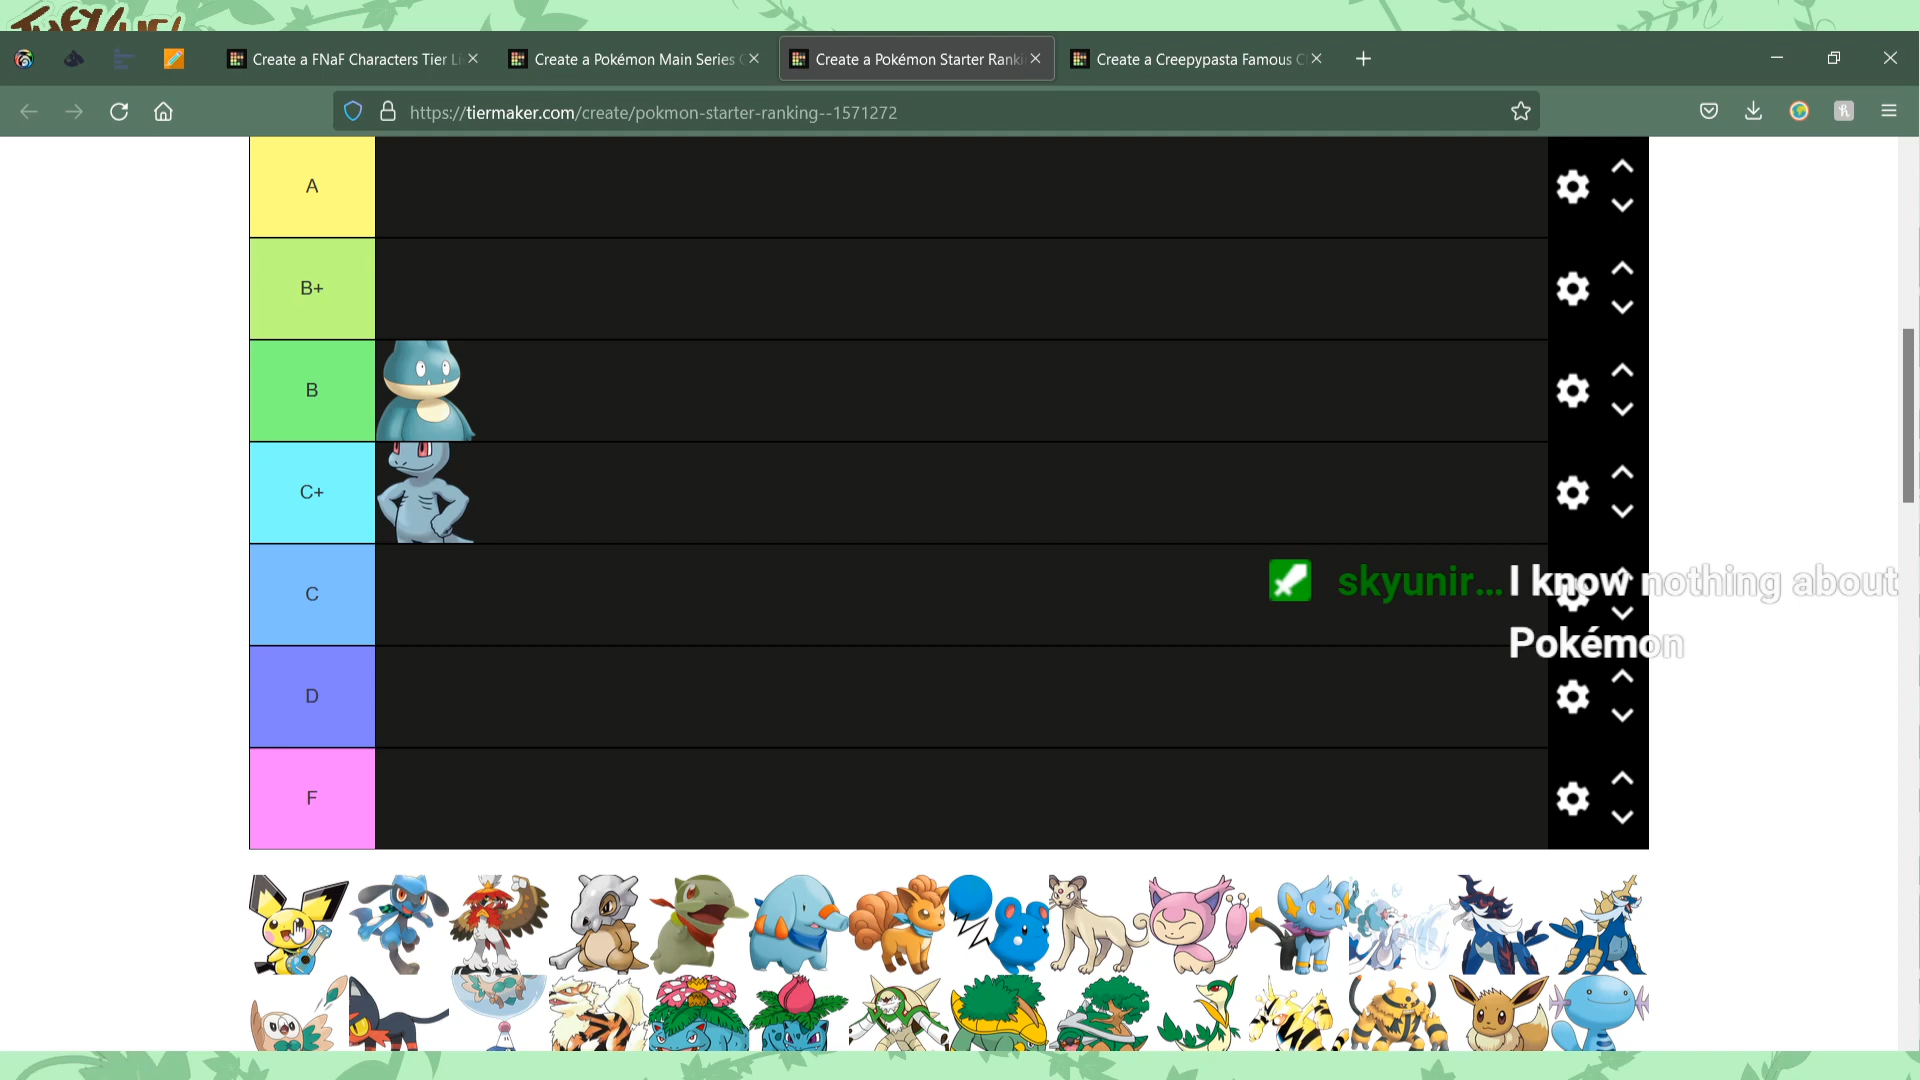 Create a FNaF Characters Tier Li
Create a Pokémon Main Series
Create a Pokémon Starter Ranki
Create a Creepypasta Famous C
https://tiermaker.com/create/pokmon-starter-ranking--1571272
A
B+
B
C+
C
skyunir... I know nothing about
Pokémon
D
F